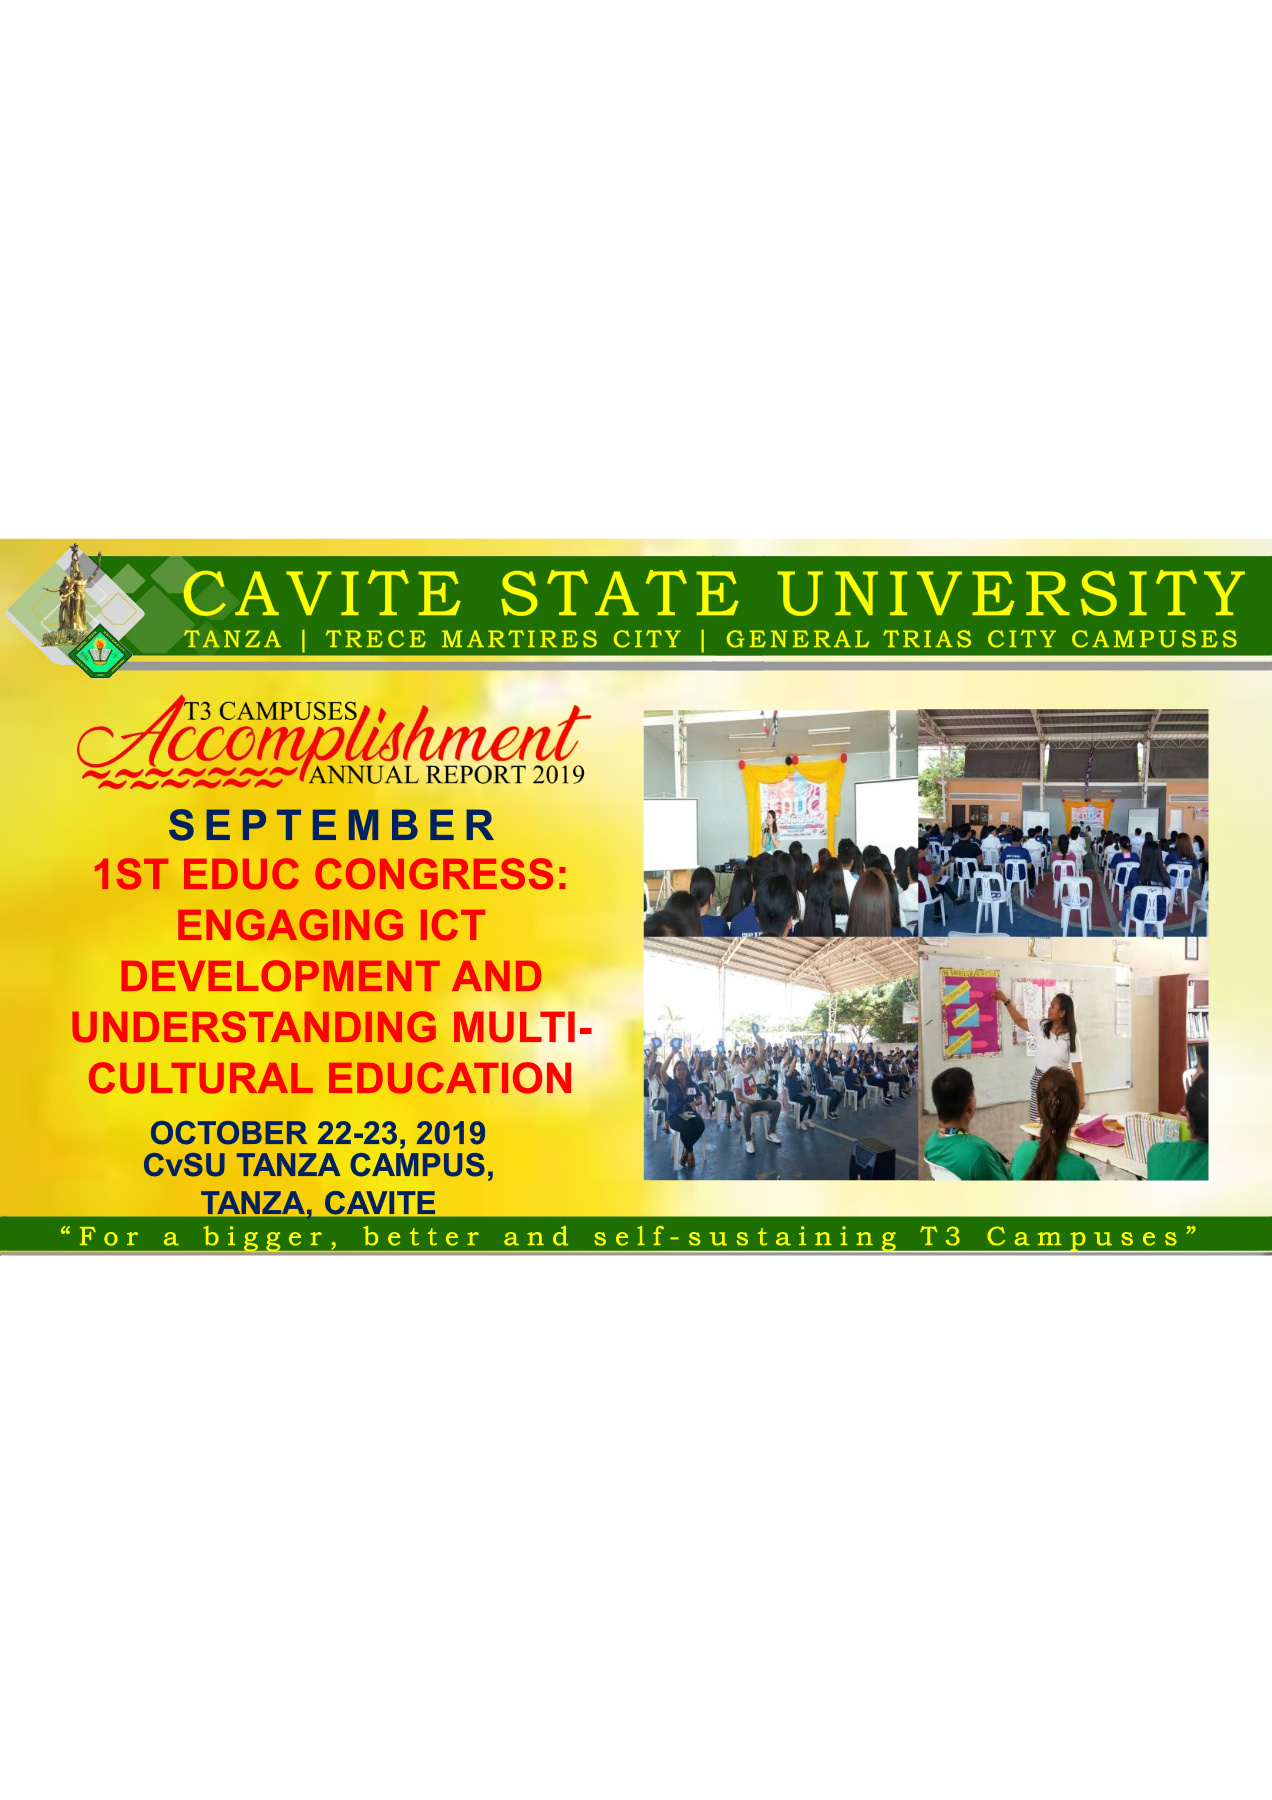 CAVITE STATE UNIVERSITY
TANZA | TRECE MARTIRES CITY | GENERAL TRIAS CITY CAMPUSES
T3 CAMPUSES
Accomplishment
ANNUAL REPORT 2019
SEPTEMBER
1ST EDUC CONGRESS:
ENGAGING ICT
DEVELOPMENT AND
UNDERSTANDING MULTI-
CULTURAL EDUCATION
OCTOBER 22-23, 2019
CvSU TANZA CAMPUS,
TANZA, CAVITE
EDUC
EDUC
“For a bigger, better and self-sustaining T3 Campuses”